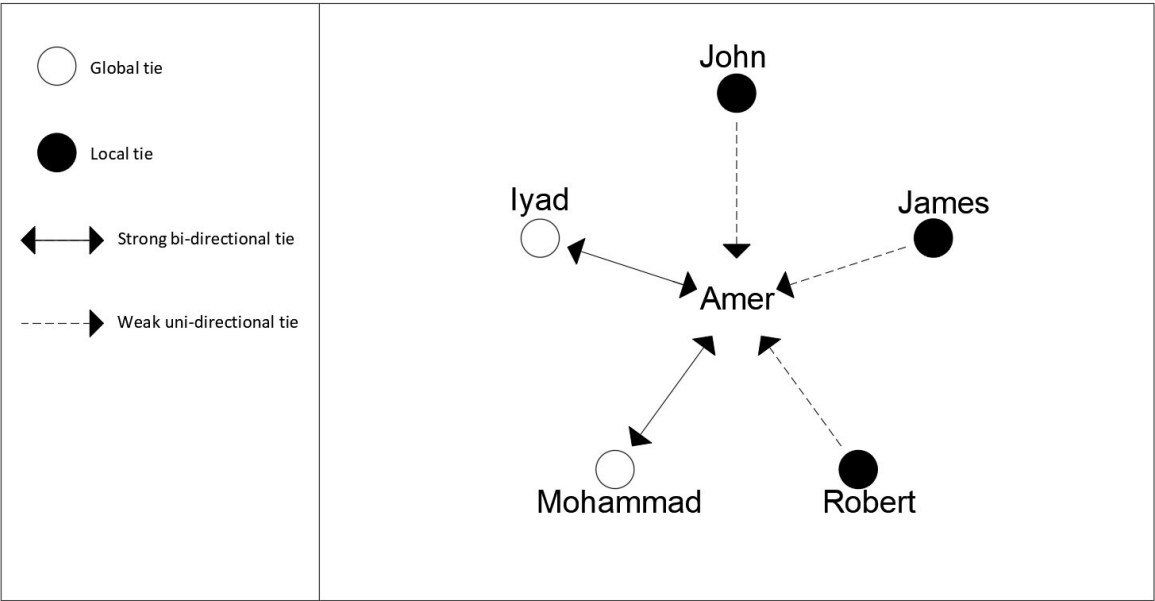 Global tie
Local tie
Strong bi-directional tie
Weak uni-directional tie
John
Iyad
James
Amer
Mohammad
Robert